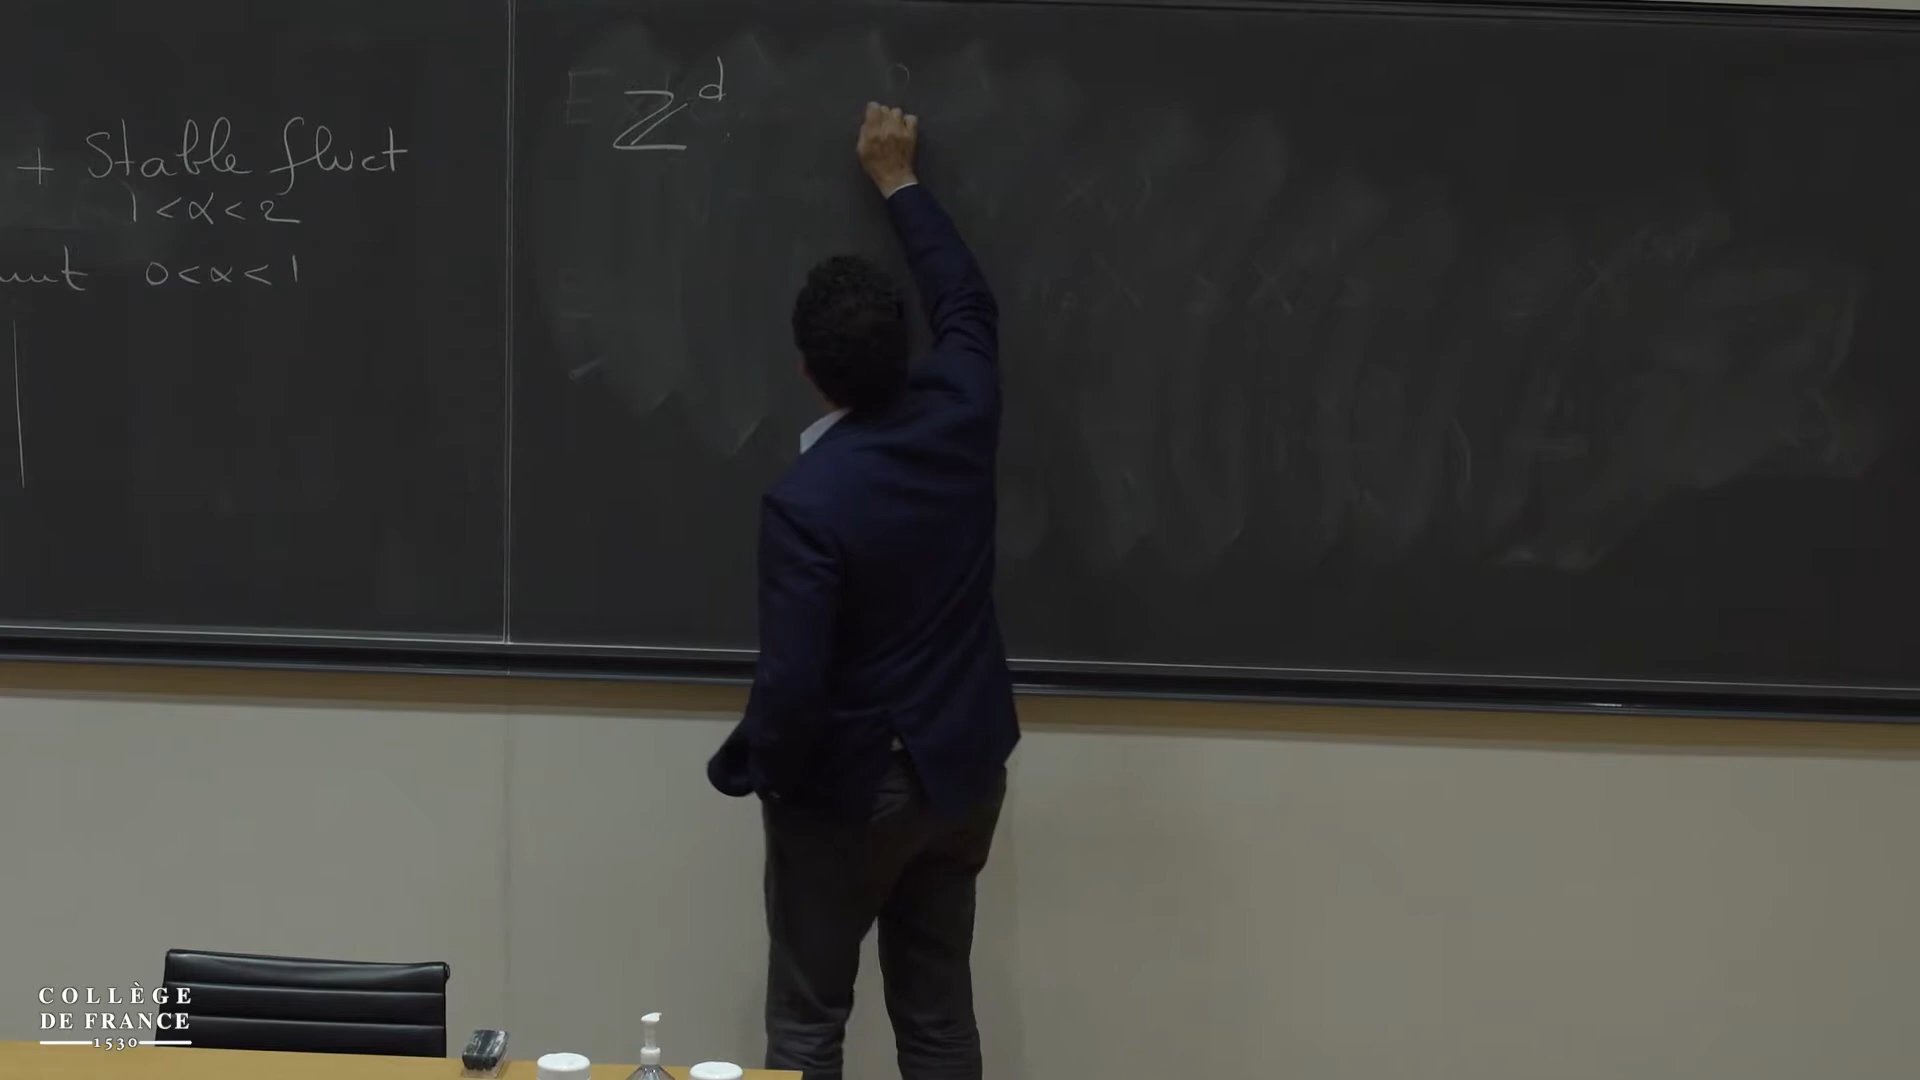 + Stable fluct
1 < α < 2
0 < α < 1
ℤ^d
COLLÈGE
DE FRANCE
1530